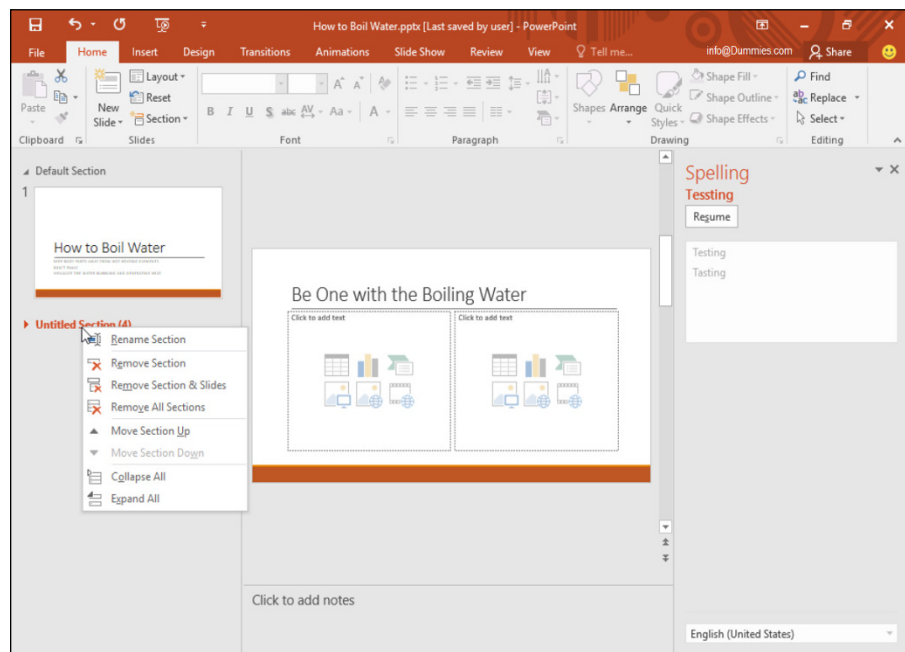 How to Boil Water.pptx [Last saved by user] - PowerPoint
File Home Insert Design Transitions Animations Slide Show Review View Tell me... info@Dummies.com Share
Paste
New Slide
Layout
Reset
Section
B I U S abc AV Aa A
A A
Shapes Arrange Quick Styles
Shape Fill
Shape Outline
Shape Effects
Find
Replace
Select
Clipboard Slides Font Paragraph Drawing Editing
Default Section
1
How to Boil Water
Untitled Section (4)
Rename Section
Remove Section
Remove Section & Slides
Remove All Sections
Move Section Up
Move Section Down
Collapse All
Expand All
Be One with the Boiling Water
Click to add text Click to add text
Click to add notes
Spelling
Tessting
Resume
Testing
Tasting
English (United States)